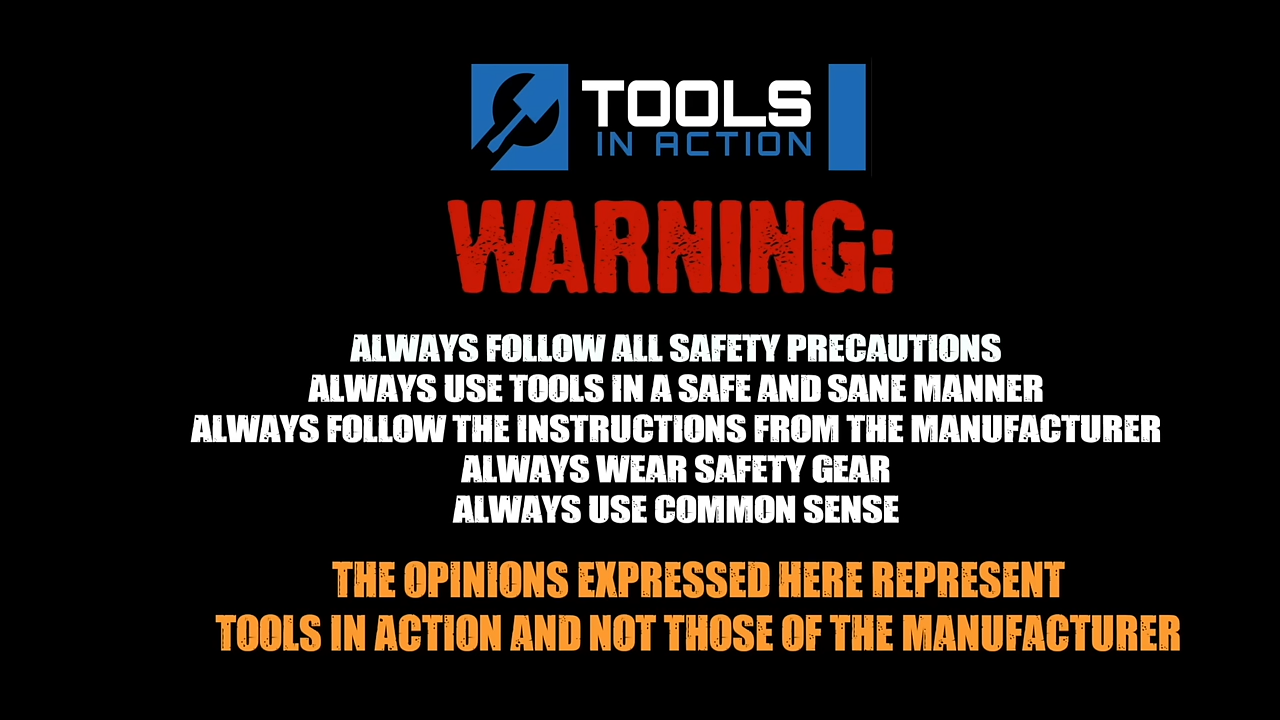 TOOLS
IN ACTION
WARNING:
ALWAYS FOLLOW ALL SAFETY PRECAUTIONS
ALWAYS USE TOOLS IN A SAFE AND SANE MANNER
ALWAYS FOLLOW THE INSTRUCTIONS FROM THE MANUFACTURER
ALWAYS WEAR SAFETY GEAR
ALWAYS USE COMMON SENSE
THE OPINIONS EXPRESSED HERE REPRESENT
TOOLS IN ACTION AND NOT THOSE OF THE MANUFACTURER